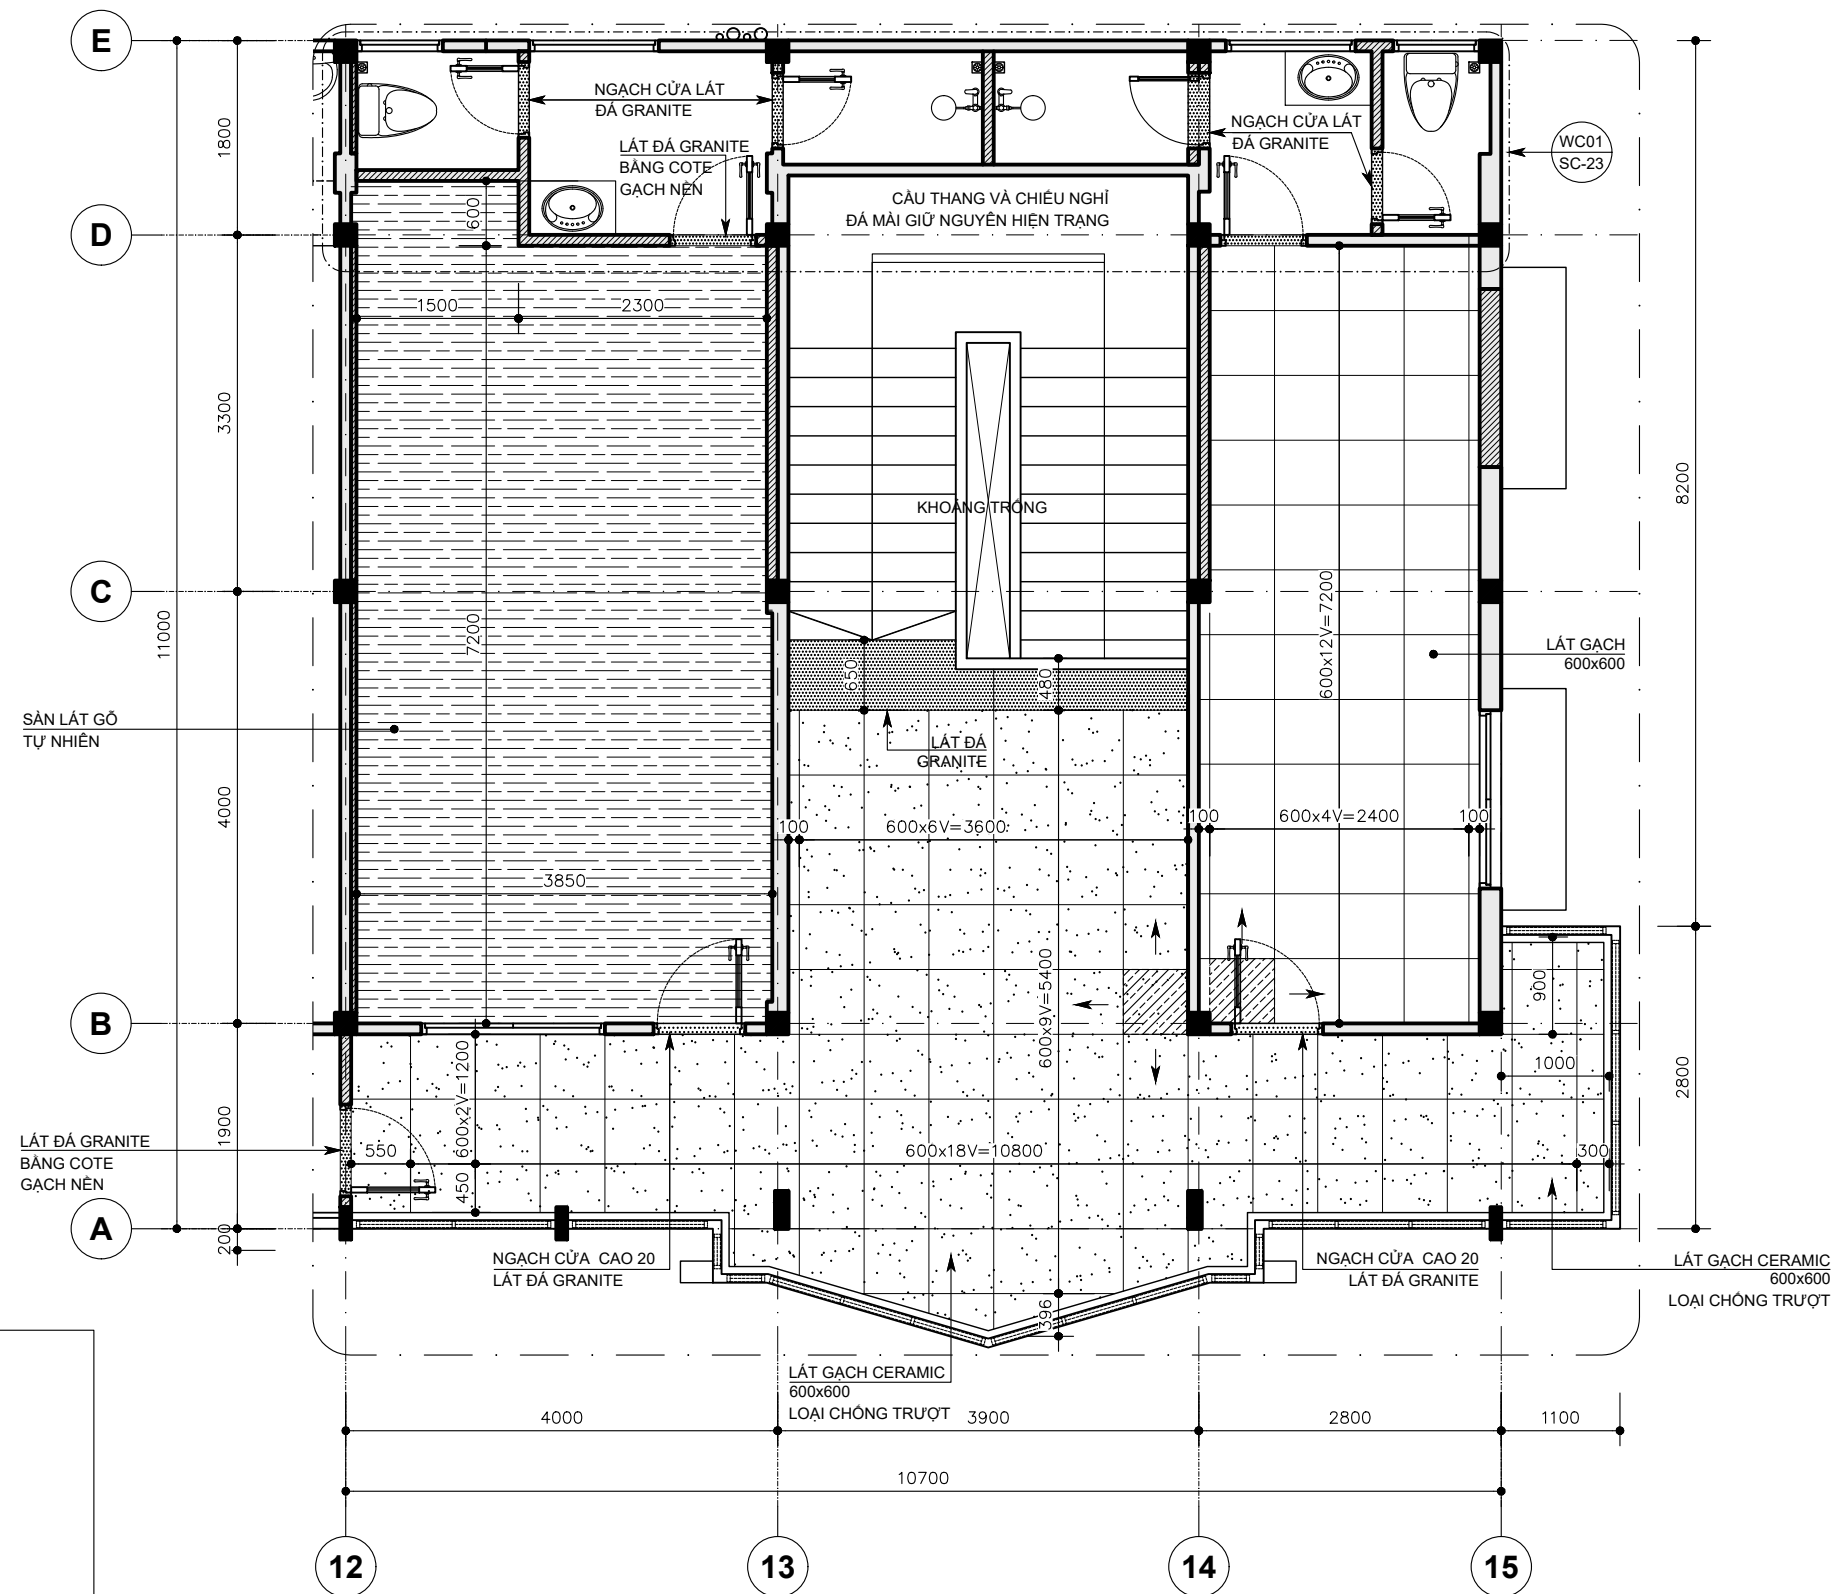 E
NGẠCH CỬA LÁT
ĐÁ GRANITE
1800
LÁT ĐÁ GRANITE
BẰNG COTE
GẠCH NỀN
NGẠCH CỬA LÁT
ĐÁ GRANITE
WC01
SC-23
600
CẦU THANG VÀ CHIẾU NGHỈ
ĐÁ MÀI GIỮ NGUYÊN HIỆN TRẠNG
D
1500
2300
3300
8200
KHOẢNG TRỐNG
C
11000
7200
600x12V=7200
LÁT GẠCH
600x600
650
480
SÀN LÁT GỖ
TỰ NHIÊN
LÁT ĐÁ
GRANITE
4000
100
600x6V=3600
100
600x4V=2400
100
3850
600x9V=5400
900
B
600x2V=1200
1000
2800
1900
LÁT ĐÁ GRANITE
BẰNG COTE
GẠCH NỀN
550
600x18V=10800
300
450
A
200
NGẠCH CỬA CAO 20
LÁT ĐÁ GRANITE
NGẠCH CỬA CAO 20
LÁT ĐÁ GRANITE
LÁT GẠCH CERAMIC
600x600
LOẠI CHỐNG TRƯỢT
396
LÁT GẠCH CERAMIC
600x600
LOẠI CHỐNG TRƯỢT
4000
3900
2800
1100
10700
12
13
14
15